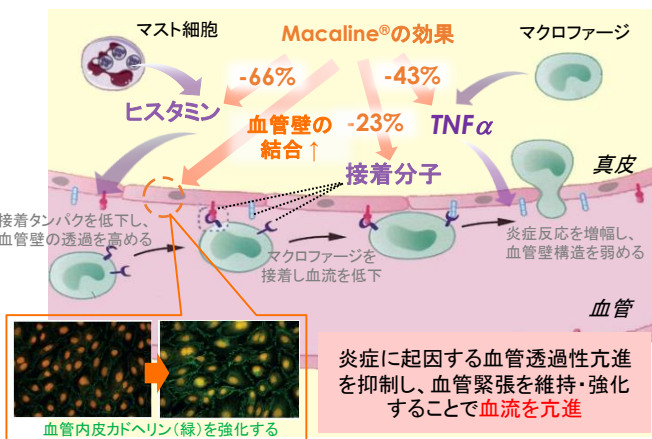 マスト細胞
Macaline®の効果
マクロファージ
-66%
-43%
ヒスタミン
血管壁の
結合↑
-23%
TNFα
接着分子
真皮
接着タンパクを低下し、
血管壁の透過を高める
マクロファージを
接着し血流を低下
炎症反応を増幅し、
血管壁構造を弱める
血管
血管内皮カドヘリン(緑)を強化する
炎症に起因する血管透過性亢進
を抑制し、血管緊張を維持・強化
することで血流を亢進